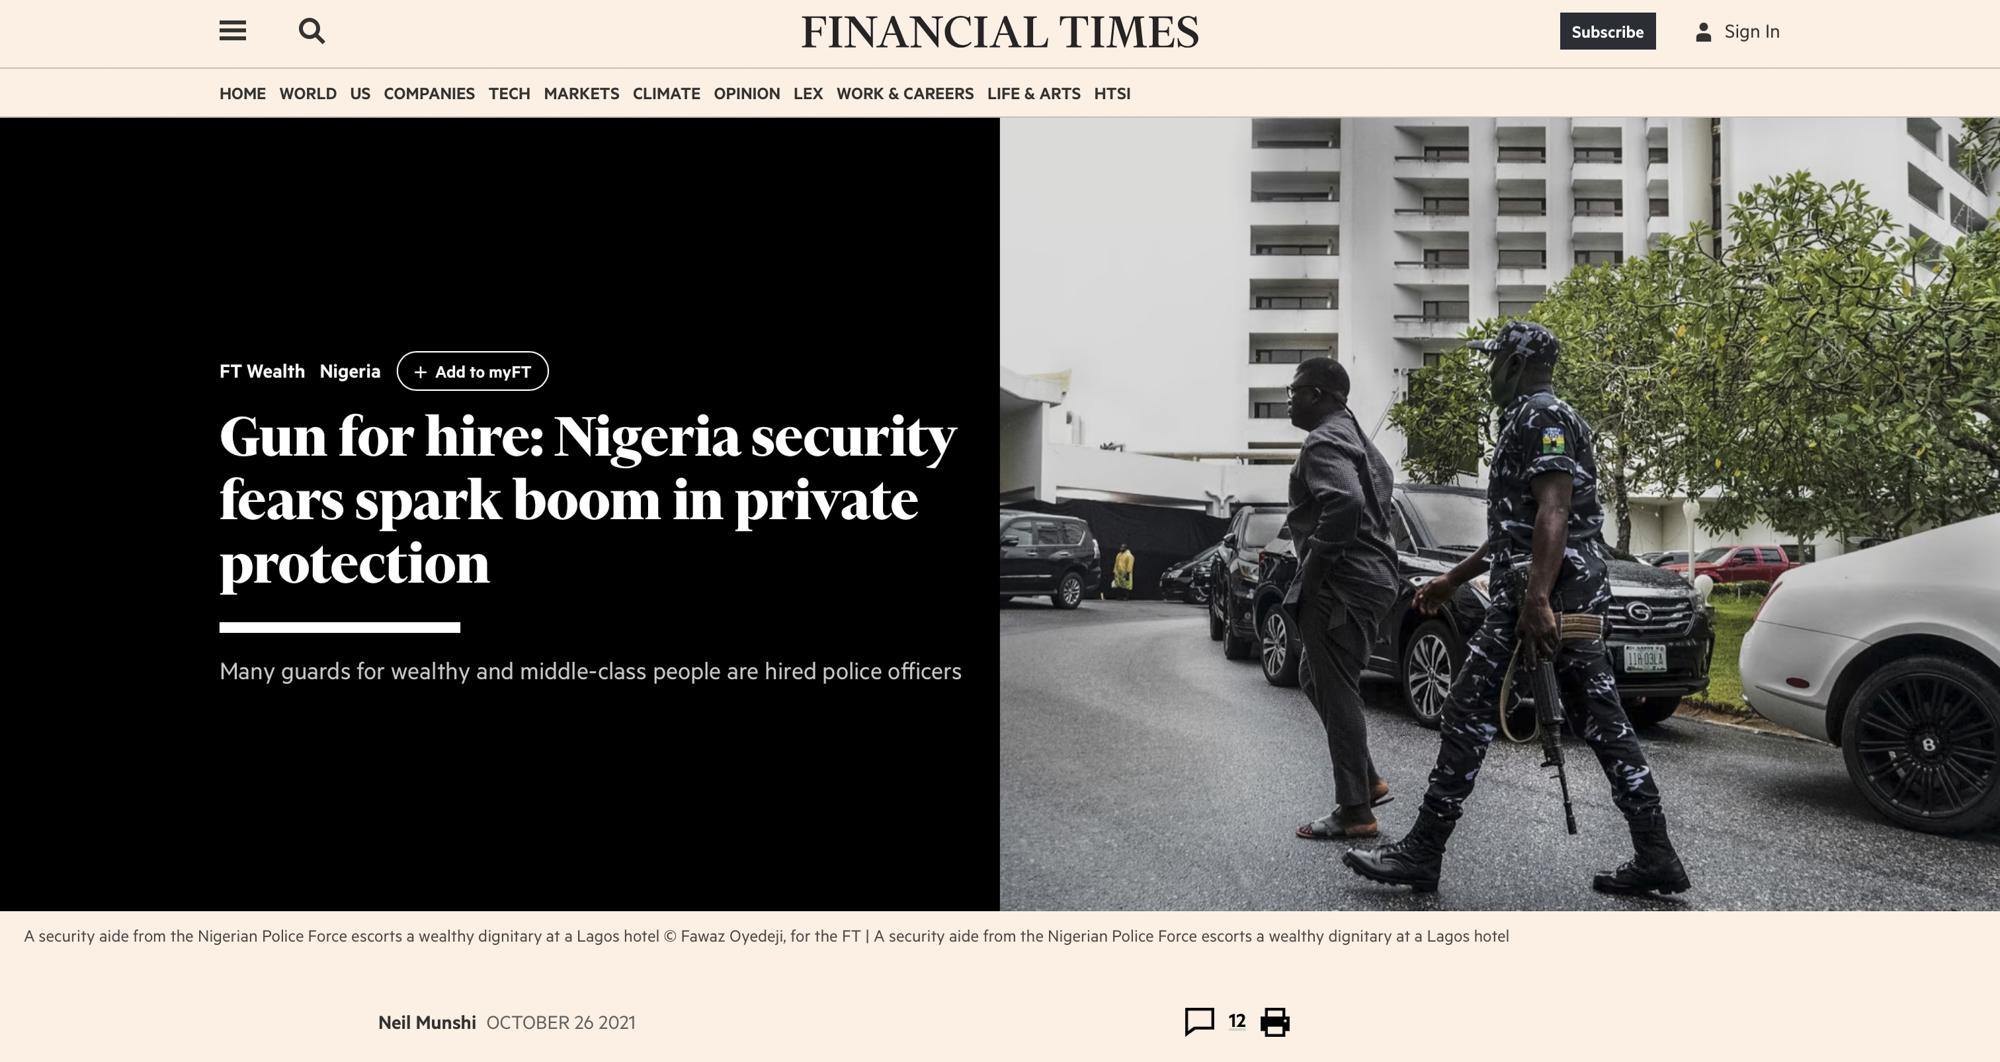 FINANCIAL TIMES
Subscribe
Sign In
HOME WORLD US COMPANIES TECH MARKETS CLIMATE OPINION LEX WORK & CAREERS LIFE & ARTS HTSI
FT Wealth Nigeria + Add to myFT
Gun for hire: Nigeria security
fears spark boom in private
protection
Many guards for wealthy and middle-class people are hired police officers
B
A security aide from the Nigerian Police Force escorts a wealthy dignitary at a Lagos hotel © Fawaz Oyedeji, for the FT | A security aide from the Nigerian Police Force escorts a wealthy dignitary at a Lagos hotel
Neil Munshi OCTOBER 26 2021
12